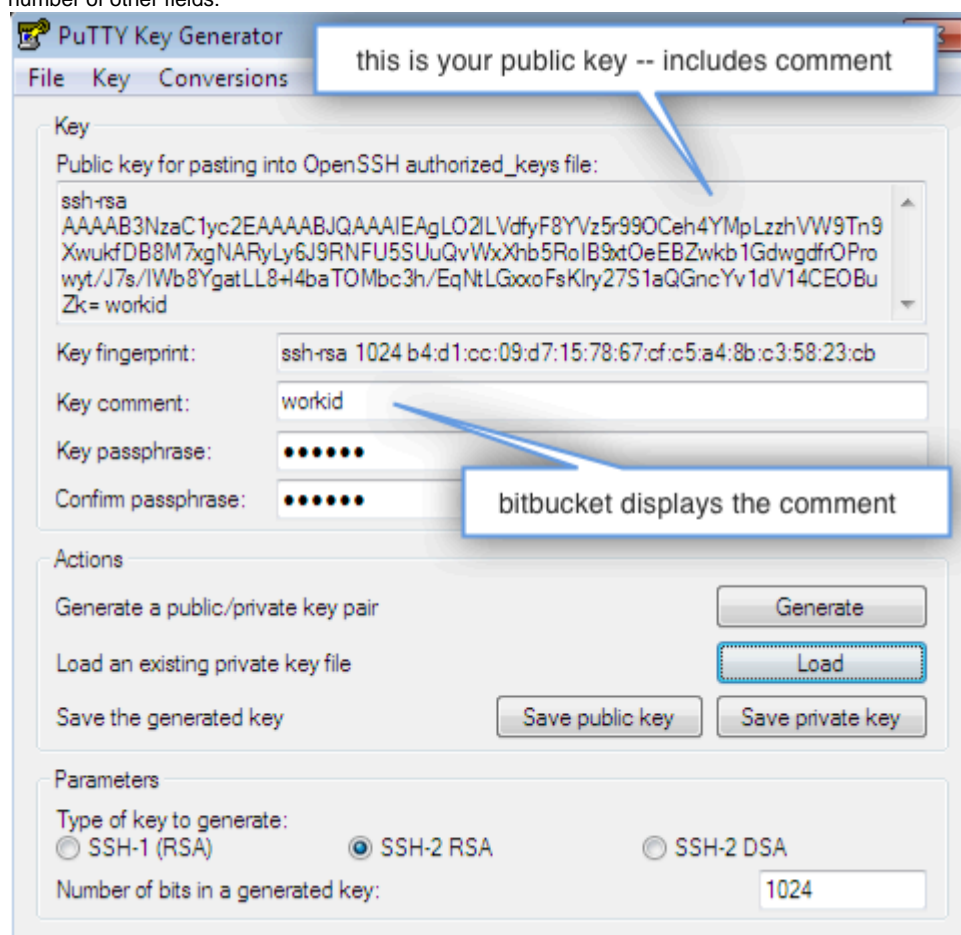 number of other fields.
PuTTY Key Generator
this is your public key -- includes comment
File Key Conversions
Key
Public key for pasting into OpenSSH authorized_keys file:
ssh-rsa
AAAAB3NzaC1yc2EAAAABJQAAAIEAgLO2ILVdfyF8YVz5r99OCeh4YMpLzzhVW9Tn9
XwukfDB8M7xgNARyLy6J9RNFU5SUuQvWxXhb5RoIB9xtOeEBZwkb1GdwgdfrOPro
wyt/J7s/IWb8YgatLL8+I4baTOMbc3h/EqNtLGxxoFsKlry27S1aQGncYv1dV14CEOBu
Zk= workid
Key fingerprint: ssh-rsa 1024 b4:d1:cc:09:d7:15:78:67:cf:c5:a4:8b:c3:58:23:cb
Key comment: workid
Key passphrase: ●●●●●●
Confirm passphrase: ●●●●●●
bitbucket displays the comment
Actions
Generate a public/private key pair Generate
Load an existing private key file Load
Save the generated key Save public key Save private key
Parameters
Type of key to generate:
SSH-1 (RSA) SSH-2 RSA SSH-2 DSA
Number of bits in a generated key: 1024